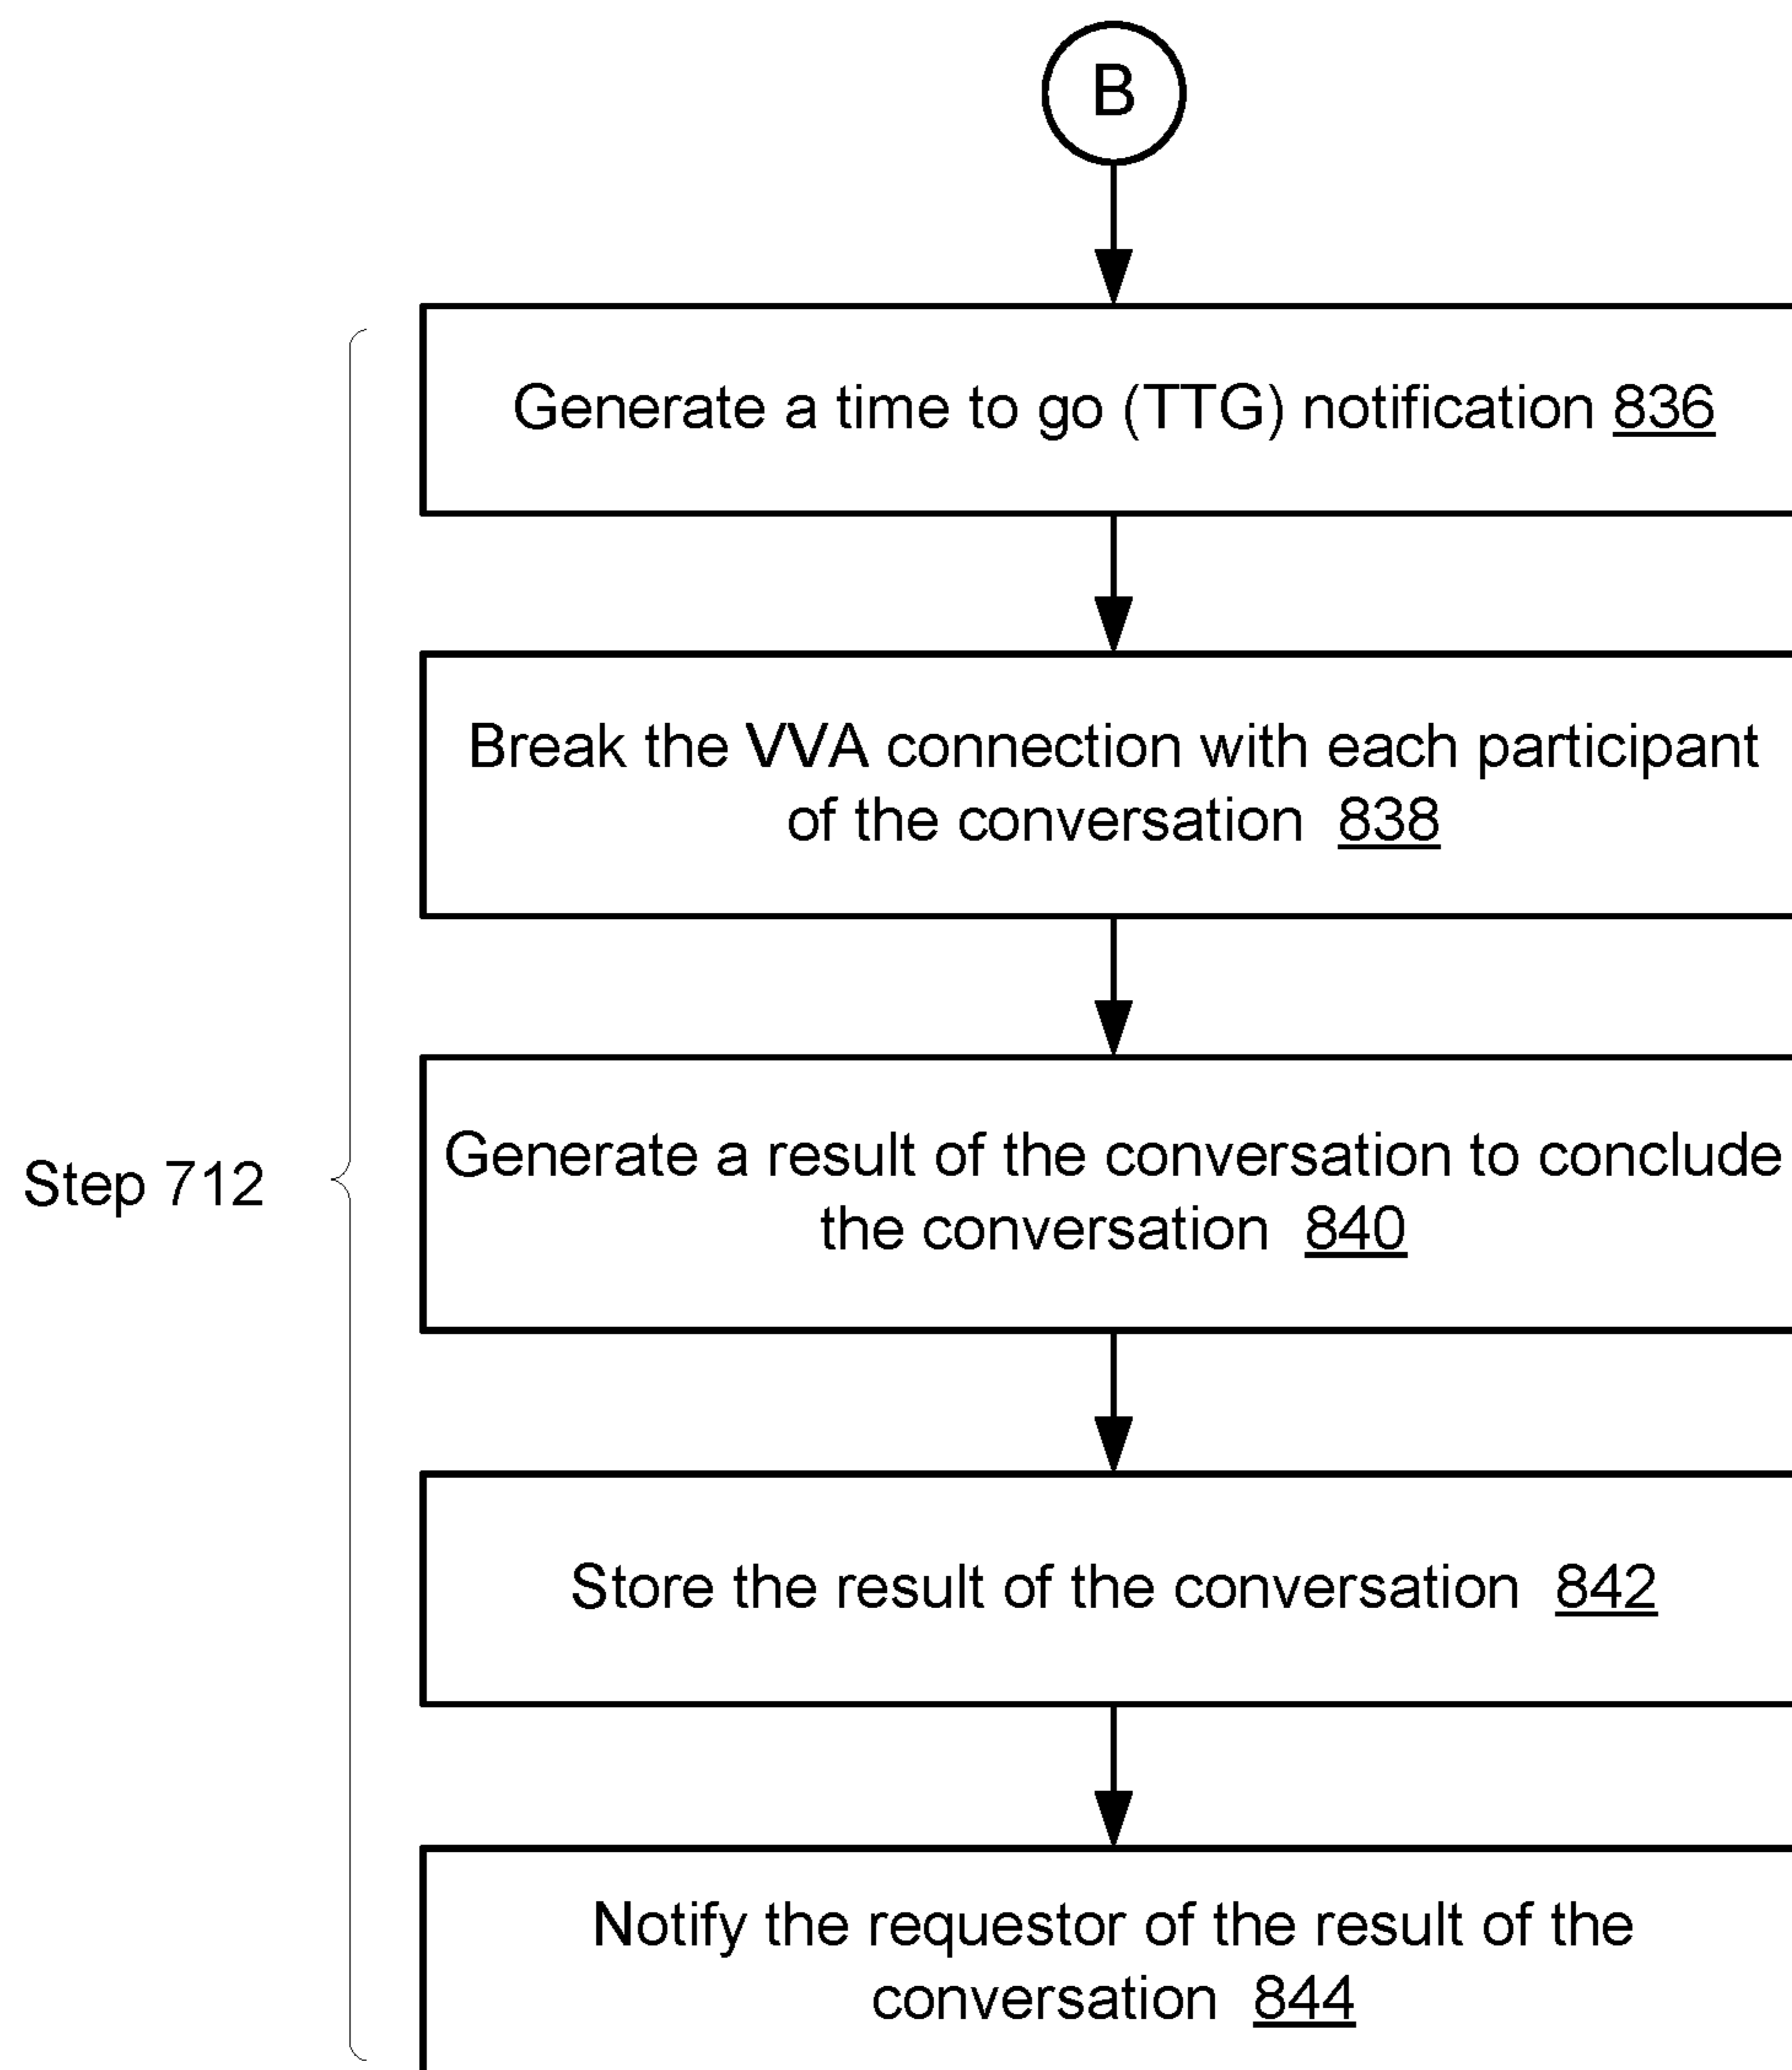 B
Generate a time to go (TTG) notification 836
Break the VVA connection with each participant
of the conversation 838
Generate a result of the conversation to conclude
the conversation 840
Step 712
Store the result of the conversation 842
Notify the requestor of the result of the
conversation 844